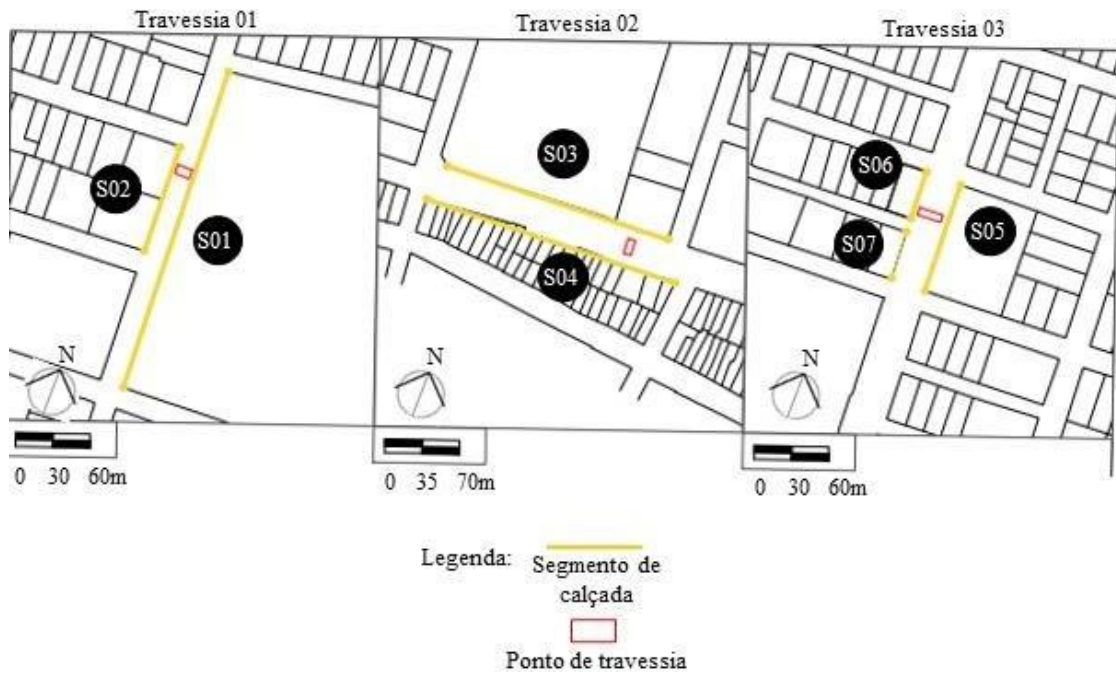 Travessia 01
Travessia 02
Travessia 03
S02
S01
S03
S04
S06
S07
S05
N
N
N
0 30 60m
0 35 70m
0 30 60m
Legenda:
Segmento de
calçada
Ponto de travessia